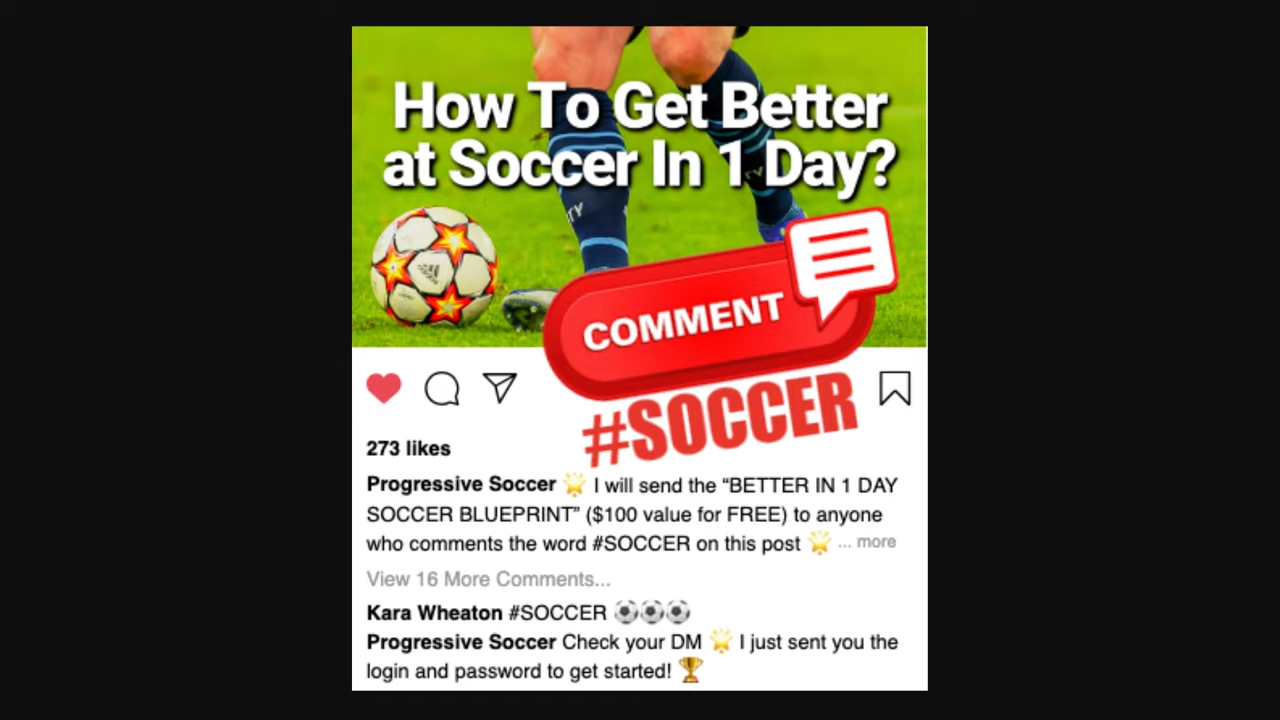 How To Get Better
at Soccer In 1 Day?
TY
TY
adidas
COMMENT
#SOCCER
273 likes
Progressive Soccer 🌟 I will send the “BETTER IN 1 DAY
SOCCER BLUEPRINT” ($100 value for FREE) to anyone
who comments the word #SOCCER on this post 🌟 ... more
View 16 More Comments...
Kara Wheaton #SOCCER ⚽⚽⚽
Progressive Soccer Check your DM 🌟 I just sent you the
login and password to get started! 🏆